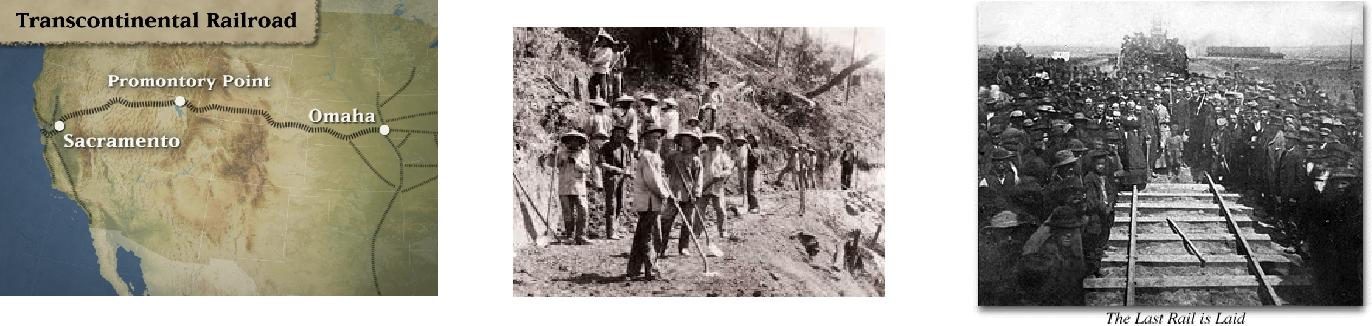 Transcontinental Railroad
Promontory Point
Omaha
Sacramento
The Last Rail is Laid